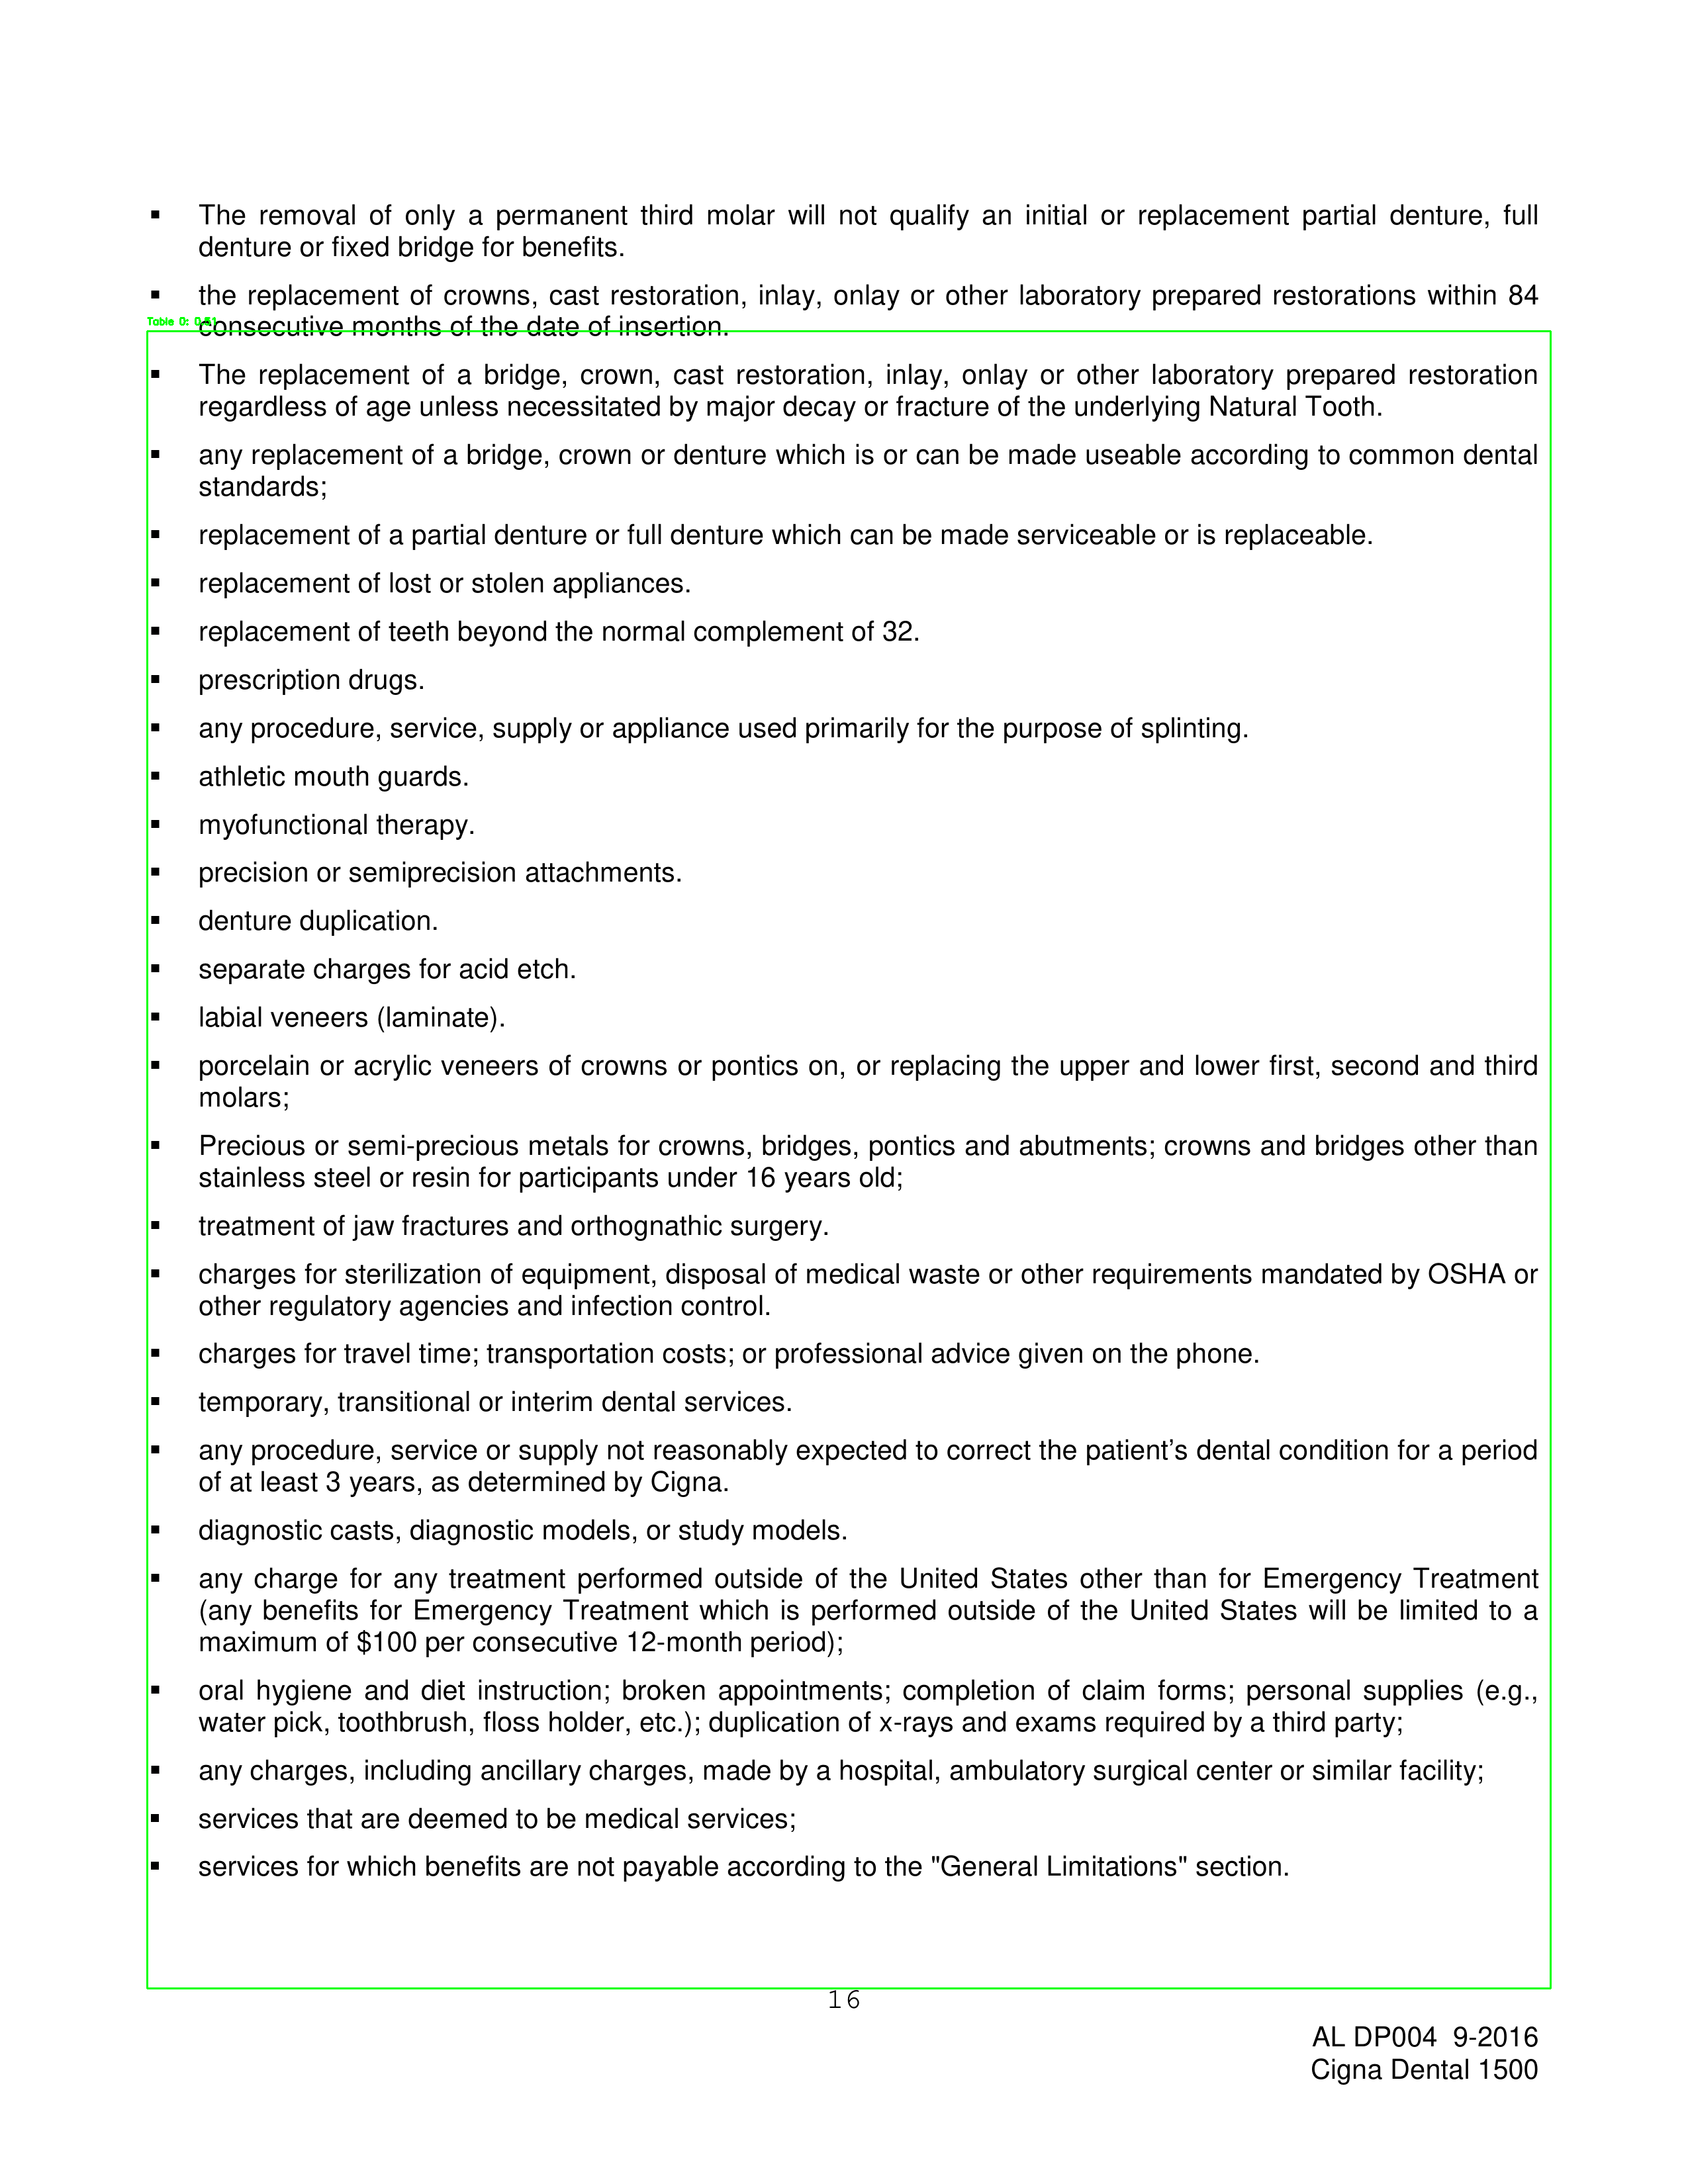 ▪ The removal of only a permanent third molar will not qualify an initial or replacement partial denture, full
denture or fixed bridge for benefits.
▪ the replacement of crowns, cast restoration, inlay, onlay or other laboratory prepared restorations within 84
Table 0: 0.51
consecutive months of the date of insertion.
▪ The replacement of a bridge, crown, cast restoration, inlay, onlay or other laboratory prepared restoration
regardless of age unless necessitated by major decay or fracture of the underlying Natural Tooth.
▪ any replacement of a bridge, crown or denture which is or can be made useable according to common dental
standards;
▪ replacement of a partial denture or full denture which can be made serviceable or is replaceable.
▪ replacement of lost or stolen appliances.
▪ replacement of teeth beyond the normal complement of 32.
▪ prescription drugs.
▪ any procedure, service, supply or appliance used primarily for the purpose of splinting.
▪ athletic mouth guards.
▪ myofunctional therapy.
▪ precision or semiprecision attachments.
▪ denture duplication.
▪ separate charges for acid etch.
▪ labial veneers (laminate).
▪ porcelain or acrylic veneers of crowns or pontics on, or replacing the upper and lower first, second and third
molars;
▪ Precious or semi-precious metals for crowns, bridges, pontics and abutments; crowns and bridges other than
stainless steel or resin for participants under 16 years old;
▪ treatment of jaw fractures and orthognathic surgery.
▪ charges for sterilization of equipment, disposal of medical waste or other requirements mandated by OSHA or
other regulatory agencies and infection control.
▪ charges for travel time; transportation costs; or professional advice given on the phone.
▪ temporary, transitional or interim dental services.
▪ any procedure, service or supply not reasonably expected to correct the patient’s dental condition for a period
of at least 3 years, as determined by Cigna.
▪ diagnostic casts, diagnostic models, or study models.
▪ any charge for any treatment performed outside of the United States other than for Emergency Treatment
(any benefits for Emergency Treatment which is performed outside of the United States will be limited to a
maximum of $100 per consecutive 12-month period);
▪ oral hygiene and diet instruction; broken appointments; completion of claim forms; personal supplies (e.g.,
water pick, toothbrush, floss holder, etc.); duplication of x-rays and exams required by a third party;
▪ any charges, including ancillary charges, made by a hospital, ambulatory surgical center or similar facility;
▪ services that are deemed to be medical services;
▪ services for which benefits are not payable according to the "General Limitations" section.
16
AL DP004 9-2016
Cigna Dental 1500